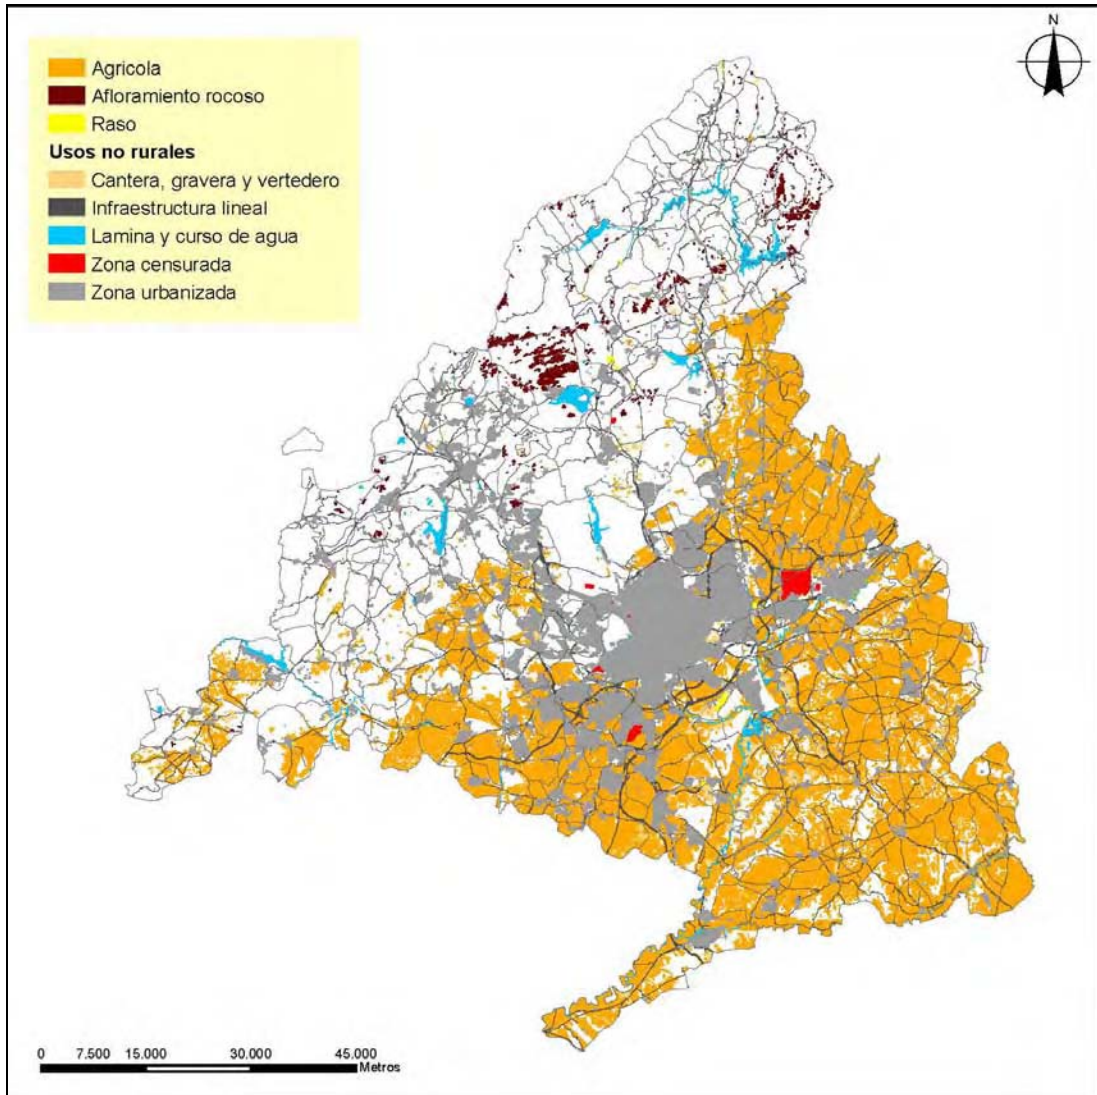 N
Agricola
Afloramiento rocoso
Raso
Usos no rurales
Cantera, gravera y vertedero
Infraestructura lineal
Lamina y curso de agua
Zona censurada
Zona urbanizada
0 7.500 15.000 30.000 45.000
Metros